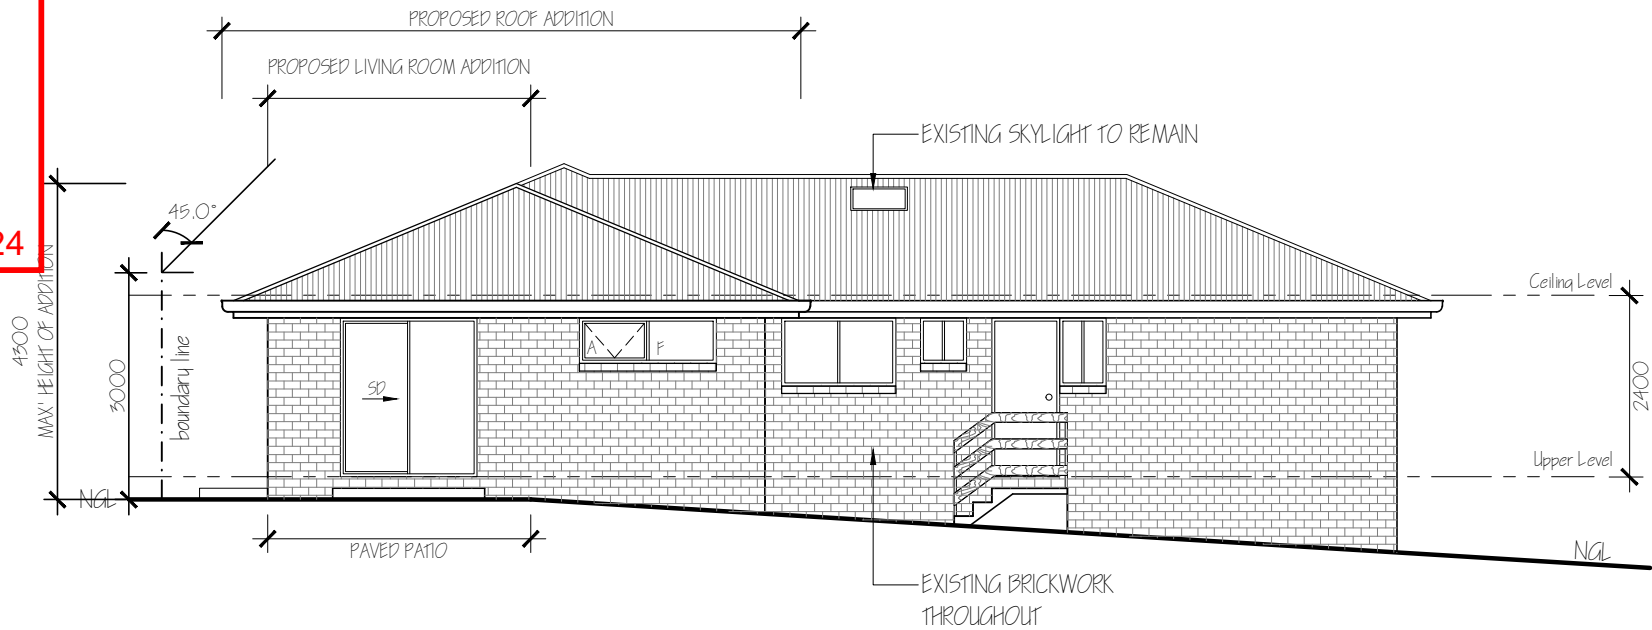 PROPOSED ROOF ADDITION
PROPOSED LIVING ROOM ADDITION
EXISTING SKYLIGHT TO REMAIN
45.0°
24
Ceiling Level
4300
MAX' HEIGHT OF ADDITION
3000
boundary line
A
F
SD
2400
Upper Level
NGL
PAVED PATIO
NGL
EXISTING BRICKWORK
THROUGHOUT